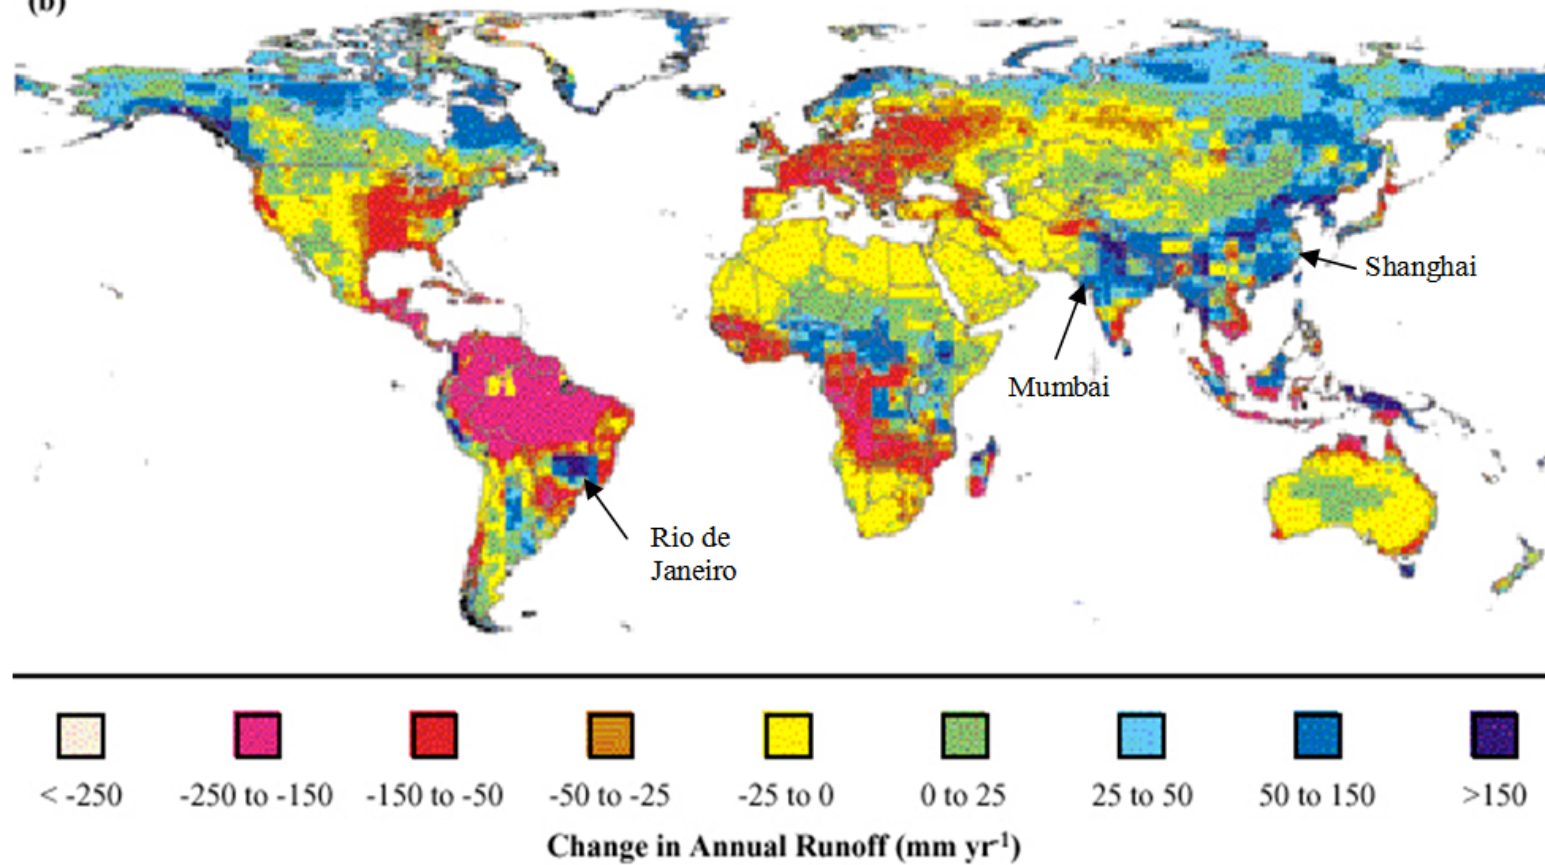 (b)
Shanghai
Mumbai
Rio de
Janeiro
< -250
-250 to -150
-150 to -50
-50 to -25
-25 to 0
0 to 25
25 to 50
50 to 150
>150
Change in Annual Runoff (mm yr⁻¹)